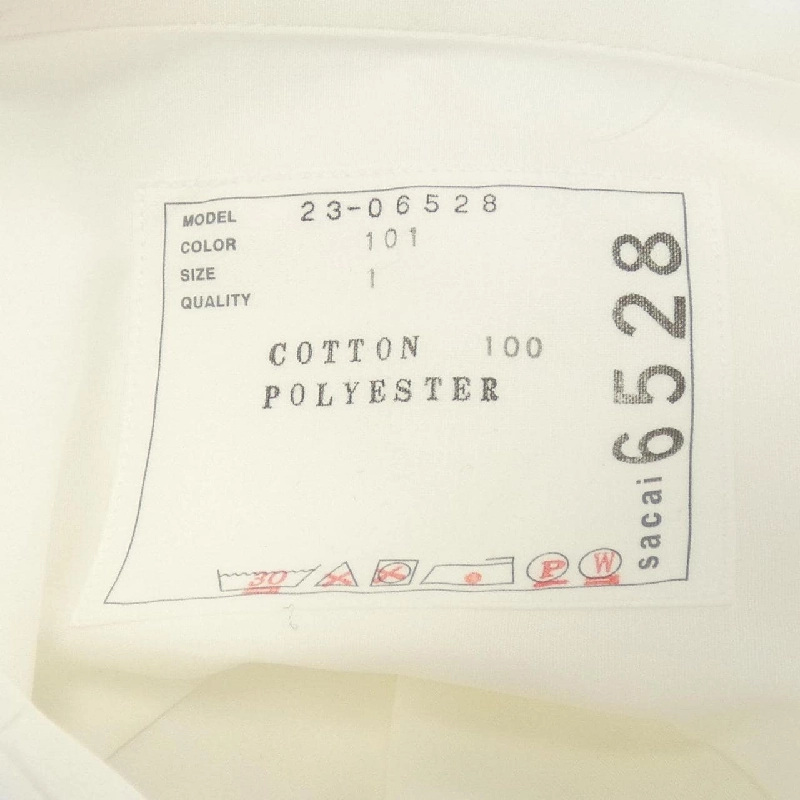 MODEL 23-06528
COLOR 101
SIZE 1
QUALITY
COTTON 100
POLYESTER
sacai 6528
30
P
W